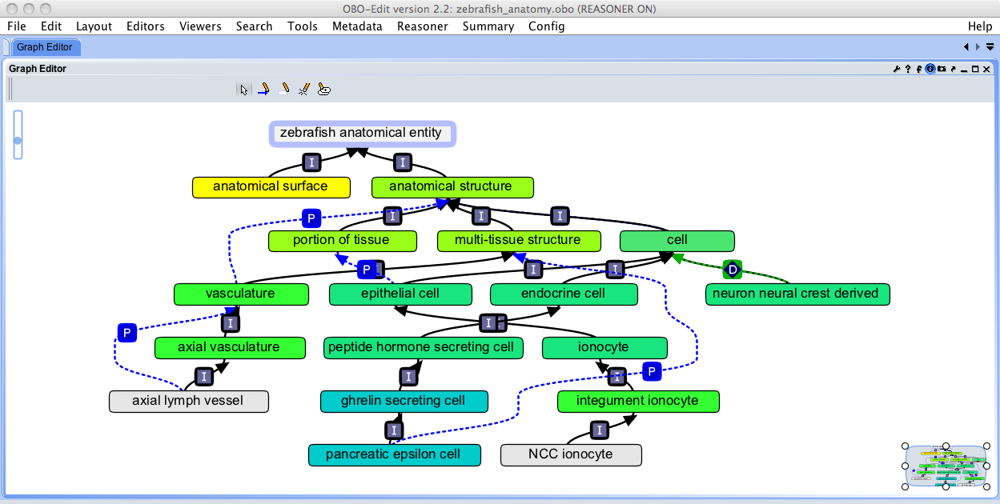 OBO-Edit version 2.2: zebrafish_anatomy.obo (REASONER ON)
File Edit Layout Editors Viewers Search Tools Metadata Reasoner Summary Config Help
Graph Editor
Graph Editor
zebrafish anatomical entity
I I
anatomical surface anatomical structure
P I I I
portion of tissue multi-tissue structure cell
P I I D
vasculature epithelial cell endocrine cell neuron neural crest derived
P I I
axial vasculature peptide hormone secreting cell ionocyte
I I I P
axial lymph vessel ghrelin secreting cell integument ionocyte
I I
pancreatic epsilon cell NCC ionocyte